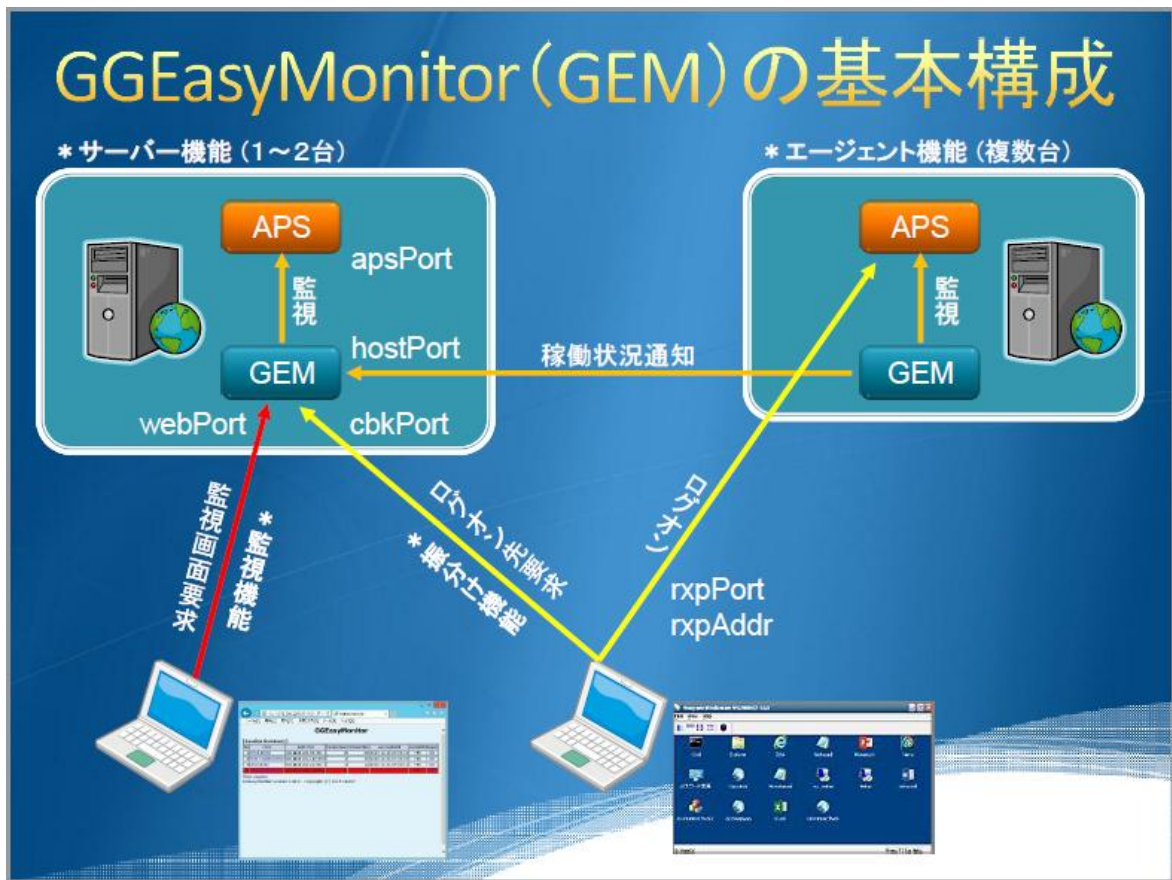 GGEasyMonitor(GEM)の基本構成
*サーバー機能(1～2台)
*エージェント機能(複数台)
APS
apsPort
監視
hostPort
GEM
webPort
cbkPort
APS
監視
GEM
稼働状況通知
監視画面要求
*監視機能
ログオン先要求
*振分け機能
ログオン
rxpPort
rxpAddr
GGEasyMonitor